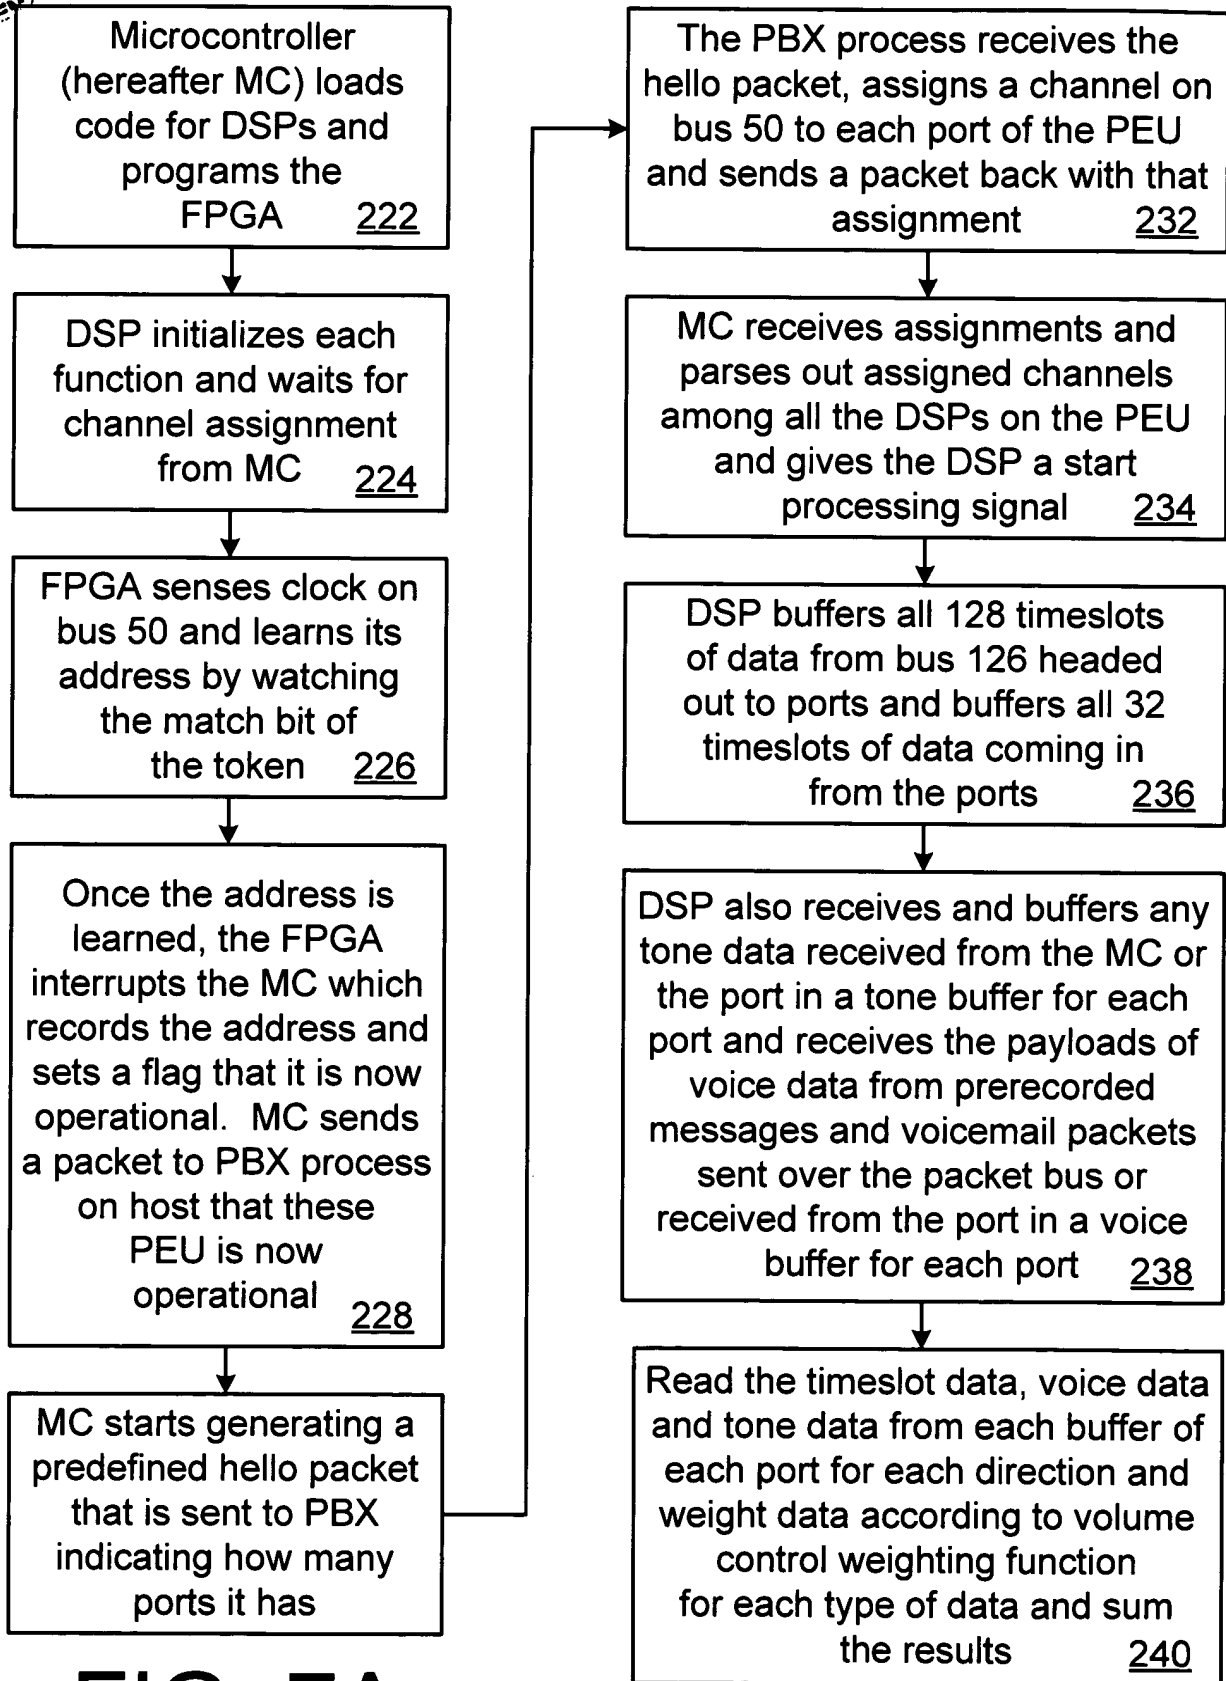 Microcontroller
(hereafter MC) loads
code for DSPs and
programs the
FPGA 222
DSP initializes each
function and waits for
channel assignment
from MC 224
FPGA senses clock on
bus 50 and learns its
address by watching
the match bit of
the token 226
Once the address is
learned, the FPGA
interrupts the MC which
records the address and
sets a flag that it is now
operational. MC sends
a packet to PBX process
on host that these
PEU is now
operational 228
MC starts generating a
predefined hello packet
that is sent to PBX
indicating how many
ports it has
The PBX process receives the
hello packet, assigns a channel on
bus 50 to each port of the PEU
and sends a packet back with that
assignment 232
MC receives assignments and
parses out assigned channels
among all the DSPs on the PEU
and gives the DSP a start
processing signal 234
DSP buffers all 128 timeslots
of data from bus 126 headed
out to ports and buffers all 32
timeslots of data coming in
from the ports 236
DSP also receives and buffers any
tone data received from the MC or
the port in a tone buffer for each
port and receives the payloads of
voice data from prerecorded
messages and voicemail packets
sent over the packet bus or
received from the port in a voice
buffer for each port 238
Read the timeslot data, voice data
and tone data from each buffer of
each port for each direction and
weight data according to volume
control weighting function
for each type of data and sum
the results 240